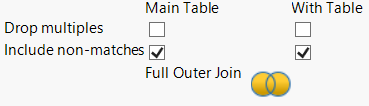 Main Table With Table
Drop multiples
Include non-matches
Full Outer Join